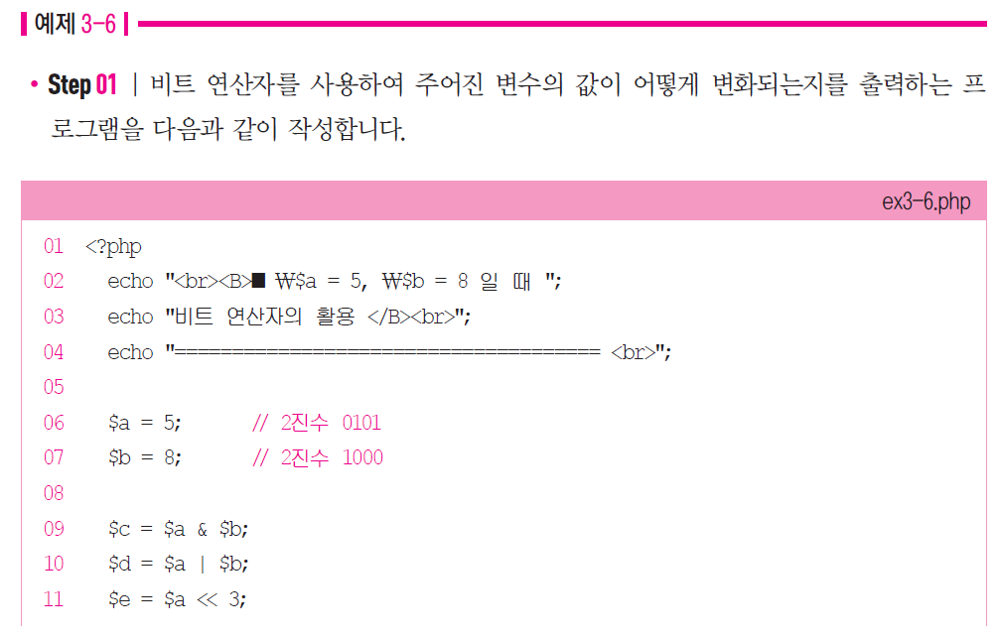 예제 3-6
• Step 01 | 비트 연산자를 사용하여 주어진 변수의 값이 어떻게 변화되는지를 출력하는 프
로그램을 다음과 같이 작성합니다.
ex3-6.php
01 <?php
02 echo "<br><B>■ ₩$a = 5, ₩$b = 8 일 때 ";
03 echo "비트 연산자의 활용 </B><br>";
04 echo "===================================== <br>";
05
06 $a = 5; // 2진수 0101
07 $b = 8; // 2진수 1000
08
09 $c = $a & $b;
10 $d = $a | $b;
11 $e = $a << 3;